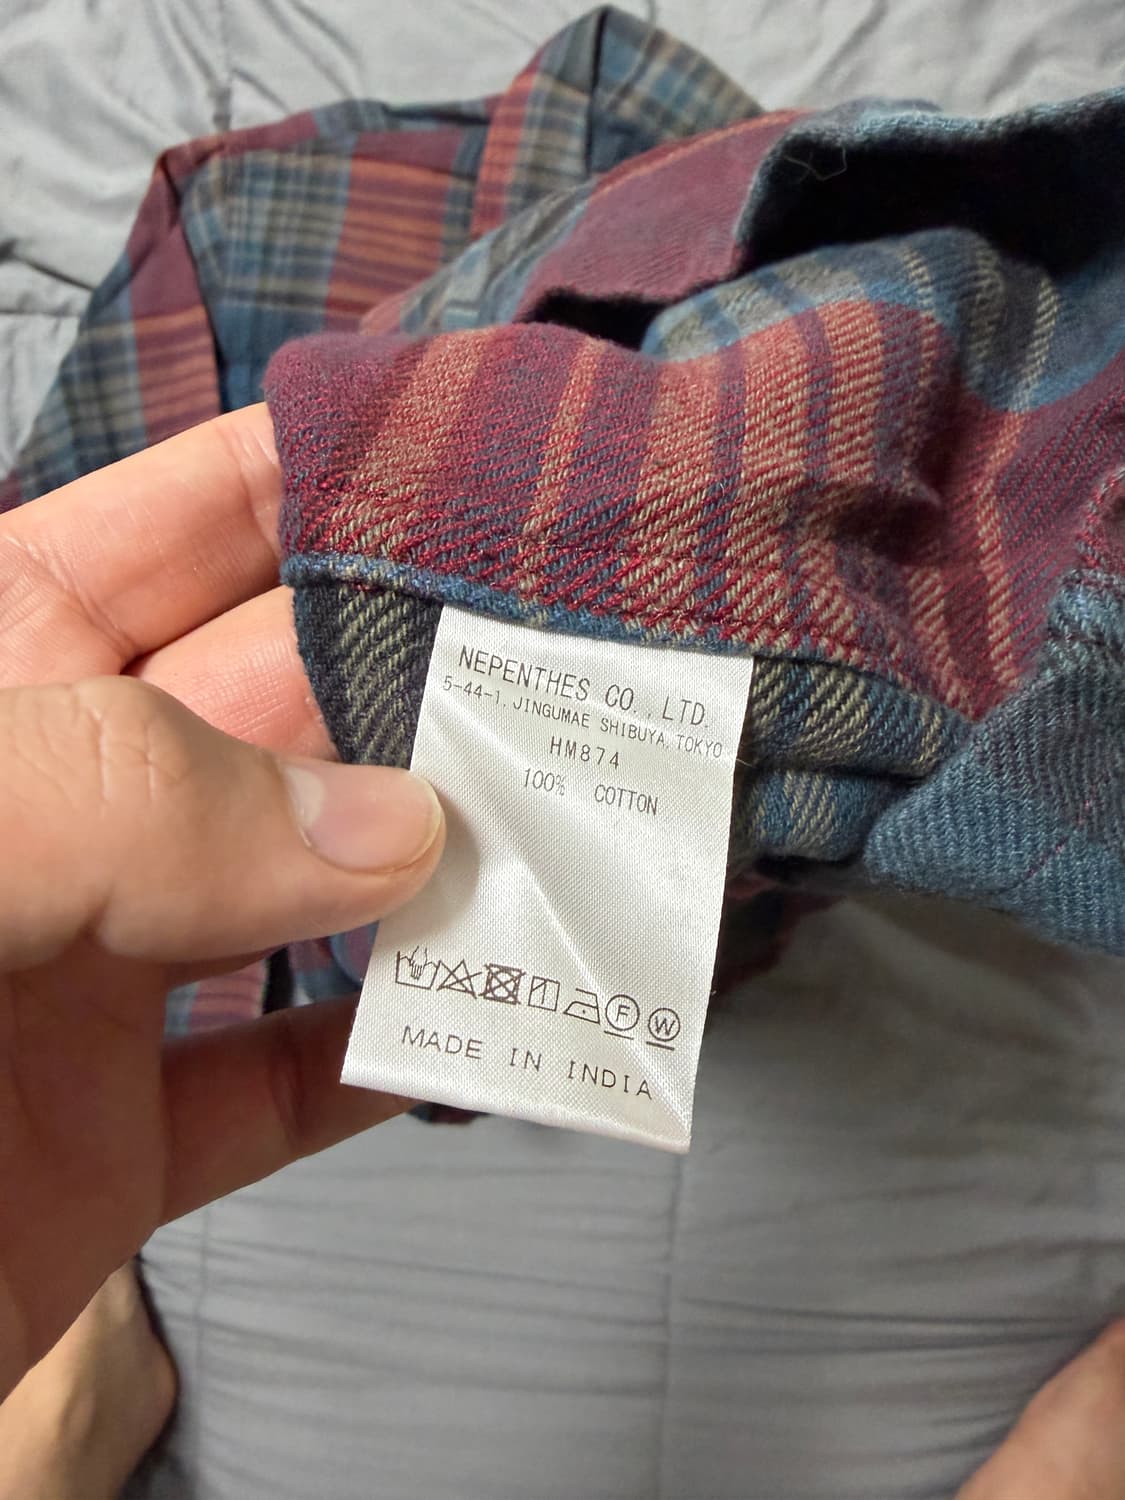 NEPENTHES CO., LTD.
5-44-1, JINGUMAE SHIBUYA, TOKYO
HM874
100% COTTON
F W
MADE IN INDIA